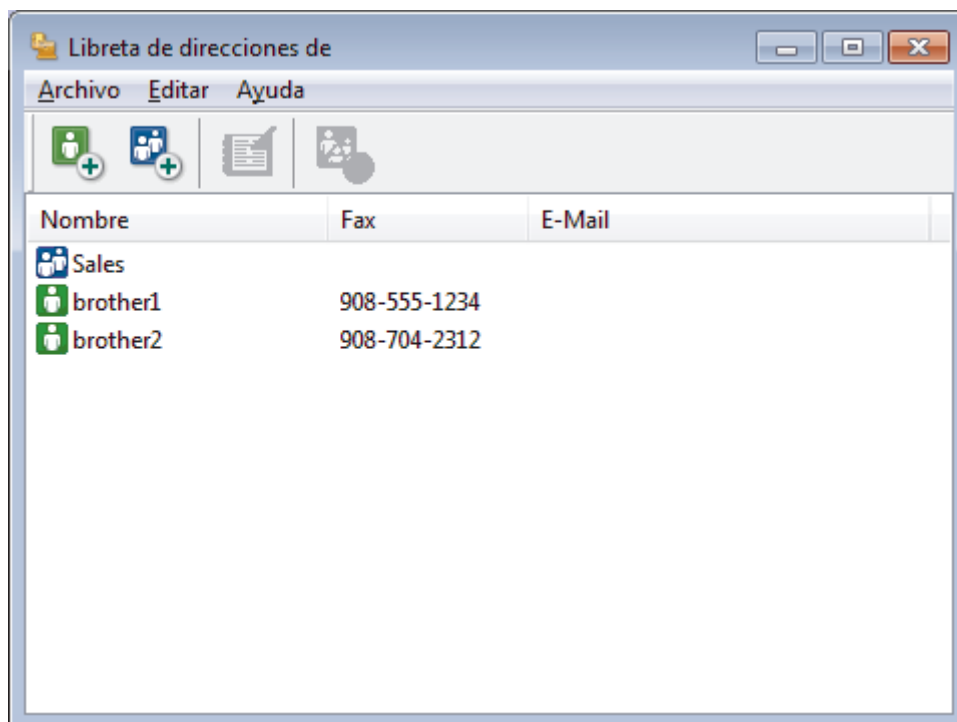 Libreta de direcciones de
Archivo Editar Ayuda
Nombre Fax E-Mail
Sales
brother1 908-555-1234
brother2 908-704-2312